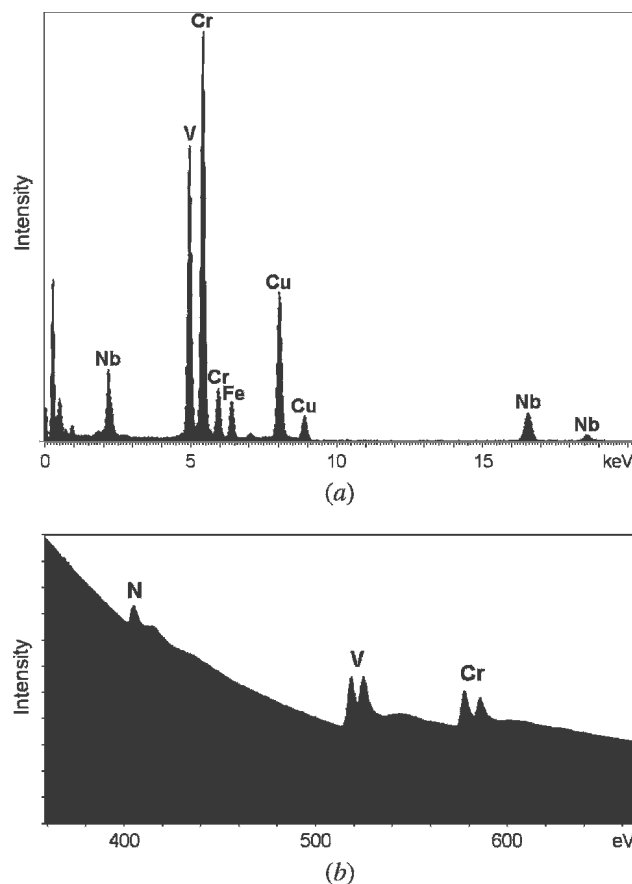 Cr
V
Intensity
Cu
Nb
Cr
Fe
Cu
Nb
Nb
0 5 10 15 keV
(a)
N
V
Cr
Intensity
400 500 600 eV
(b)